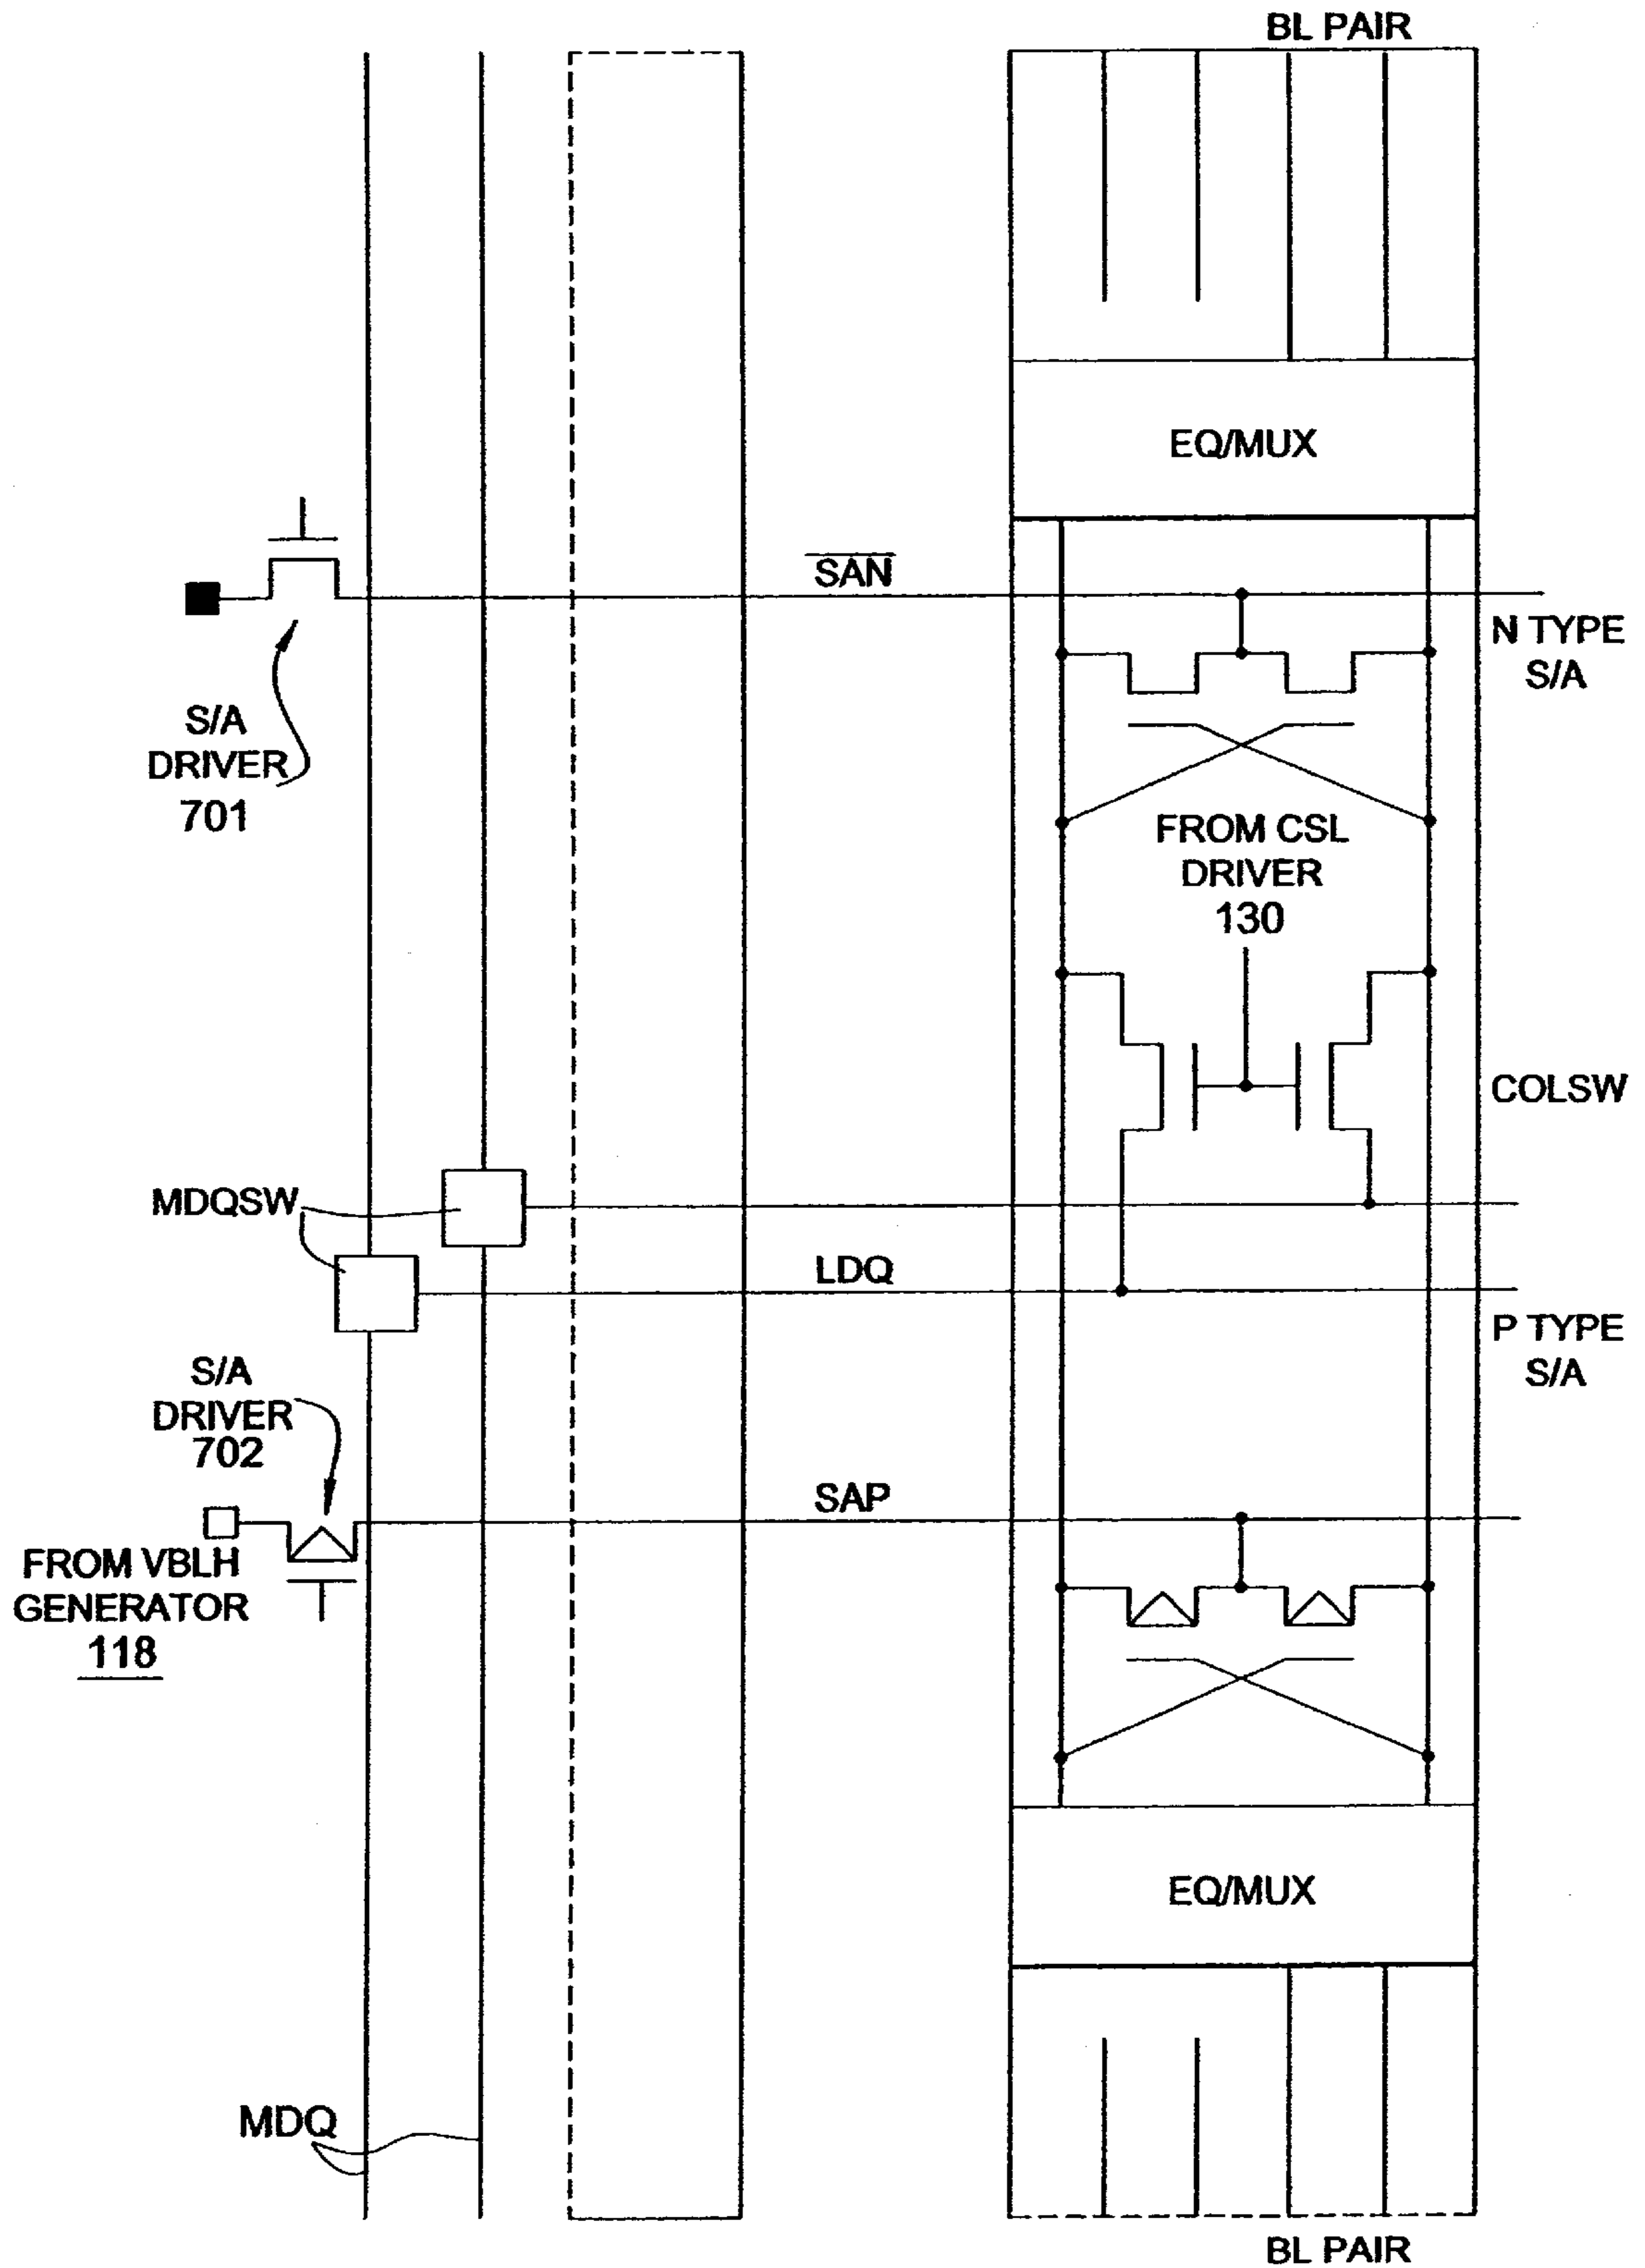 BL PAIR
EQ/MUX
SAN
N TYPE
S/A
S/A
DRIVER
701
FROM CSL
DRIVER
130
COLSW
MDQSW
LDQ
P TYPE
S/A
S/A
DRIVER
702
SAP
FROM VBLH
GENERATOR
118
EQ/MUX
MDQ
BL PAIR